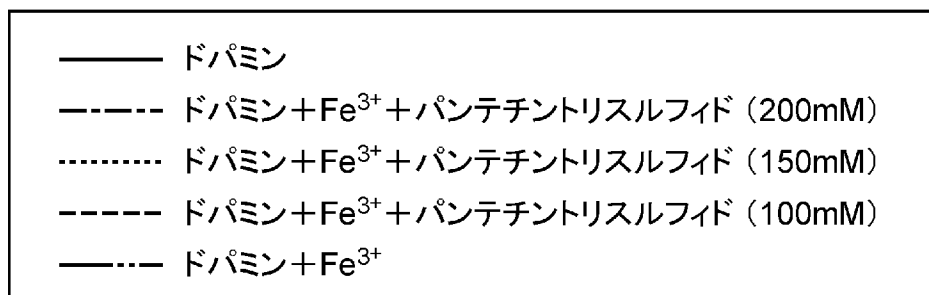 ドパミン
ドパミン＋Fe³⁺＋パンテチントリスルフィド（200mM）
ドパミン＋Fe³⁺＋パンテチントリスルフィド（150mM）
ドパミン＋Fe³⁺＋パンテチントリスルフィド（100mM）
ドパミン＋Fe³⁺